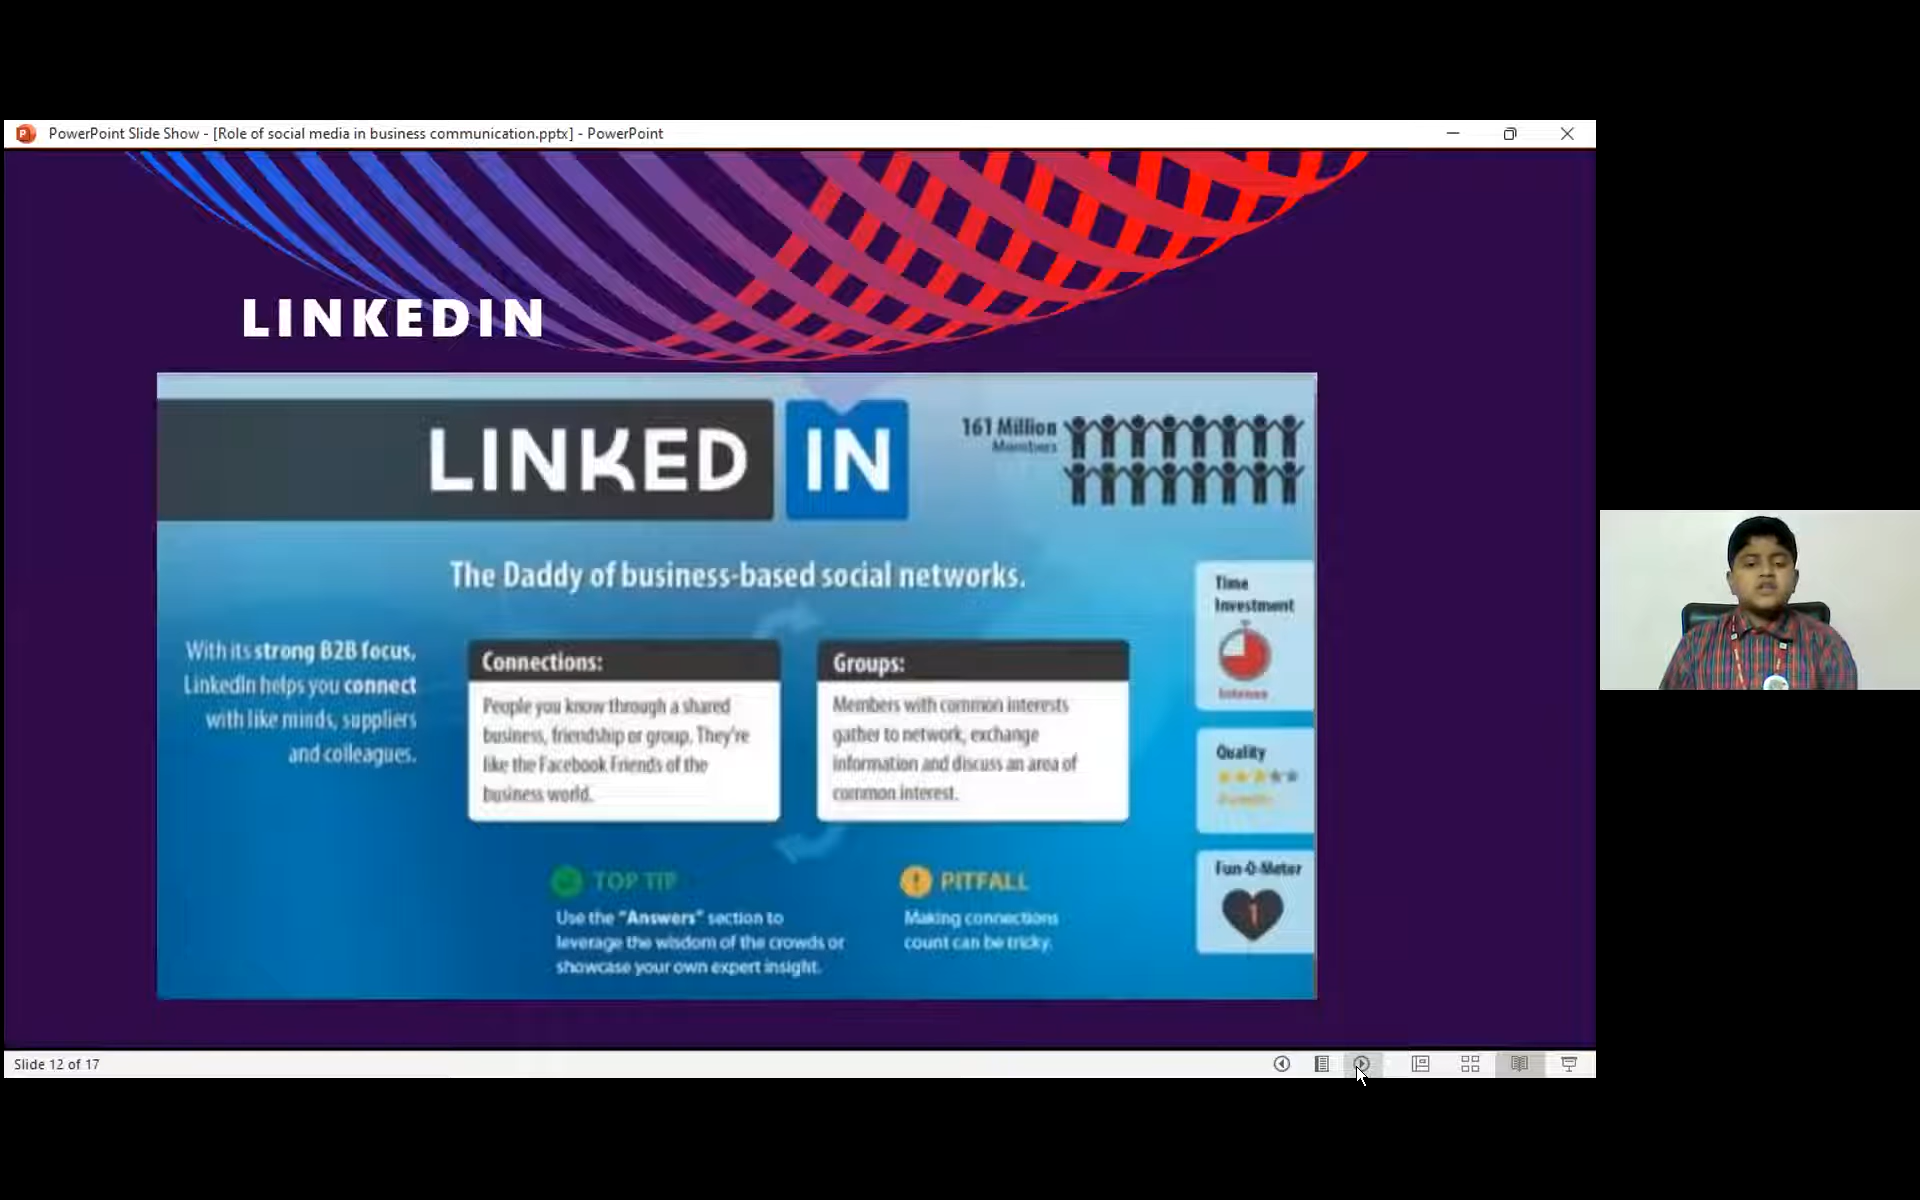 PowerPoint Slide Show - [Role of social media in business communication.pptx] - PowerPoint
LINKEDIN
LINKED IN
161 Million
Members
The Daddy of business-based social networks.
With its strong B2B focus,
LinkedIn helps you connect
with like minds, suppliers
and colleagues.
Connections:
People you know through a shared
business, friendship or group. They're
like the Facebook Friends of the
business world.
Groups:
Members with common interests
gather to network, exchange
information and discuss an area of
common interest.
TOP TIP
Use the "Answers" section to
leverage the wisdom of the crowds or
showcase your own expert insight.
PITFALL
Making connections
count can be tricky.
Time
Investment
Intense
Quality
Fun-O-Meter
1
Slide 12 of 17